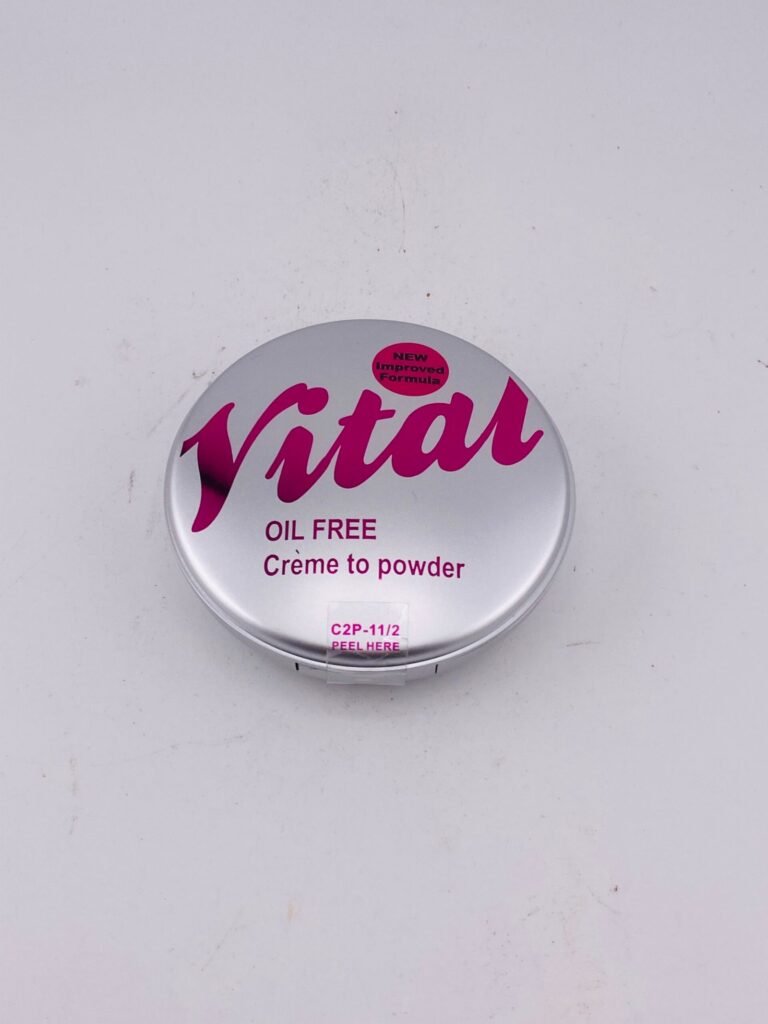 NEW
Improved
Formula
Vital
OIL FREE
Crème to powder
C2P-11/2
PEEL HERE